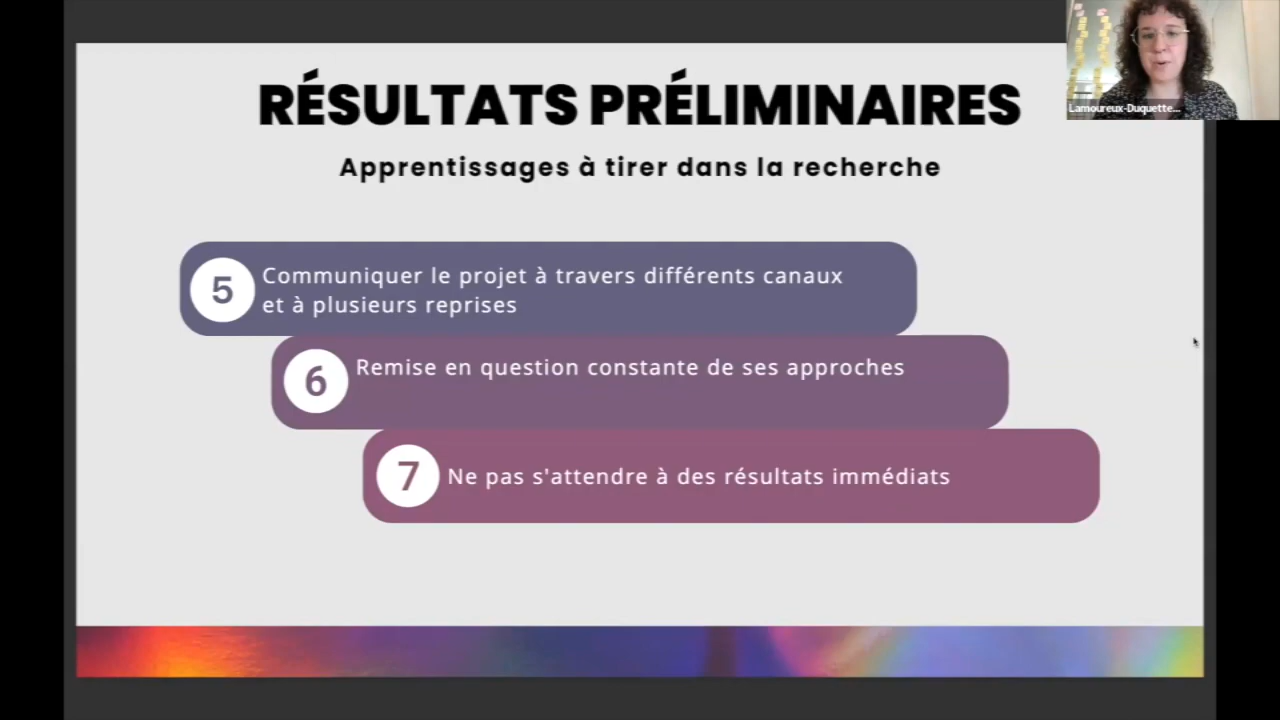 RÉSULTATS PRÉLIMINAIRES
Apprentissages à tirer dans la recherche
Lamoureux-Duquette...
5
Communiquer le projet à travers différents canaux
et à plusieurs reprises
6
Remise en question constante de ses approches
7
Ne pas s'attendre à des résultats immédiats